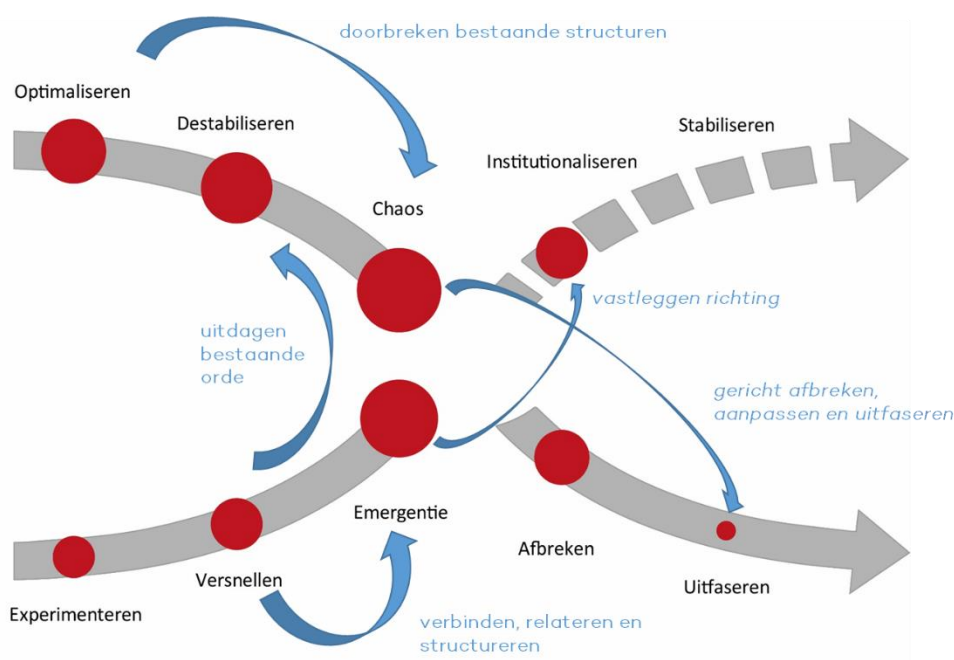 doorbreken bestaande structuren
Optimaliseren
Destabiliseren
Chaos
Institutionaliseren
Stabiliseren
uitdagen
bestaande
orde
vastleggen richting
gericht afbreken,
aanpassen en uitfaseren
Experimenteren
Versnellen
Emergentie
Afbreken
Uitfaseren
verbinden, relateren en
structureren